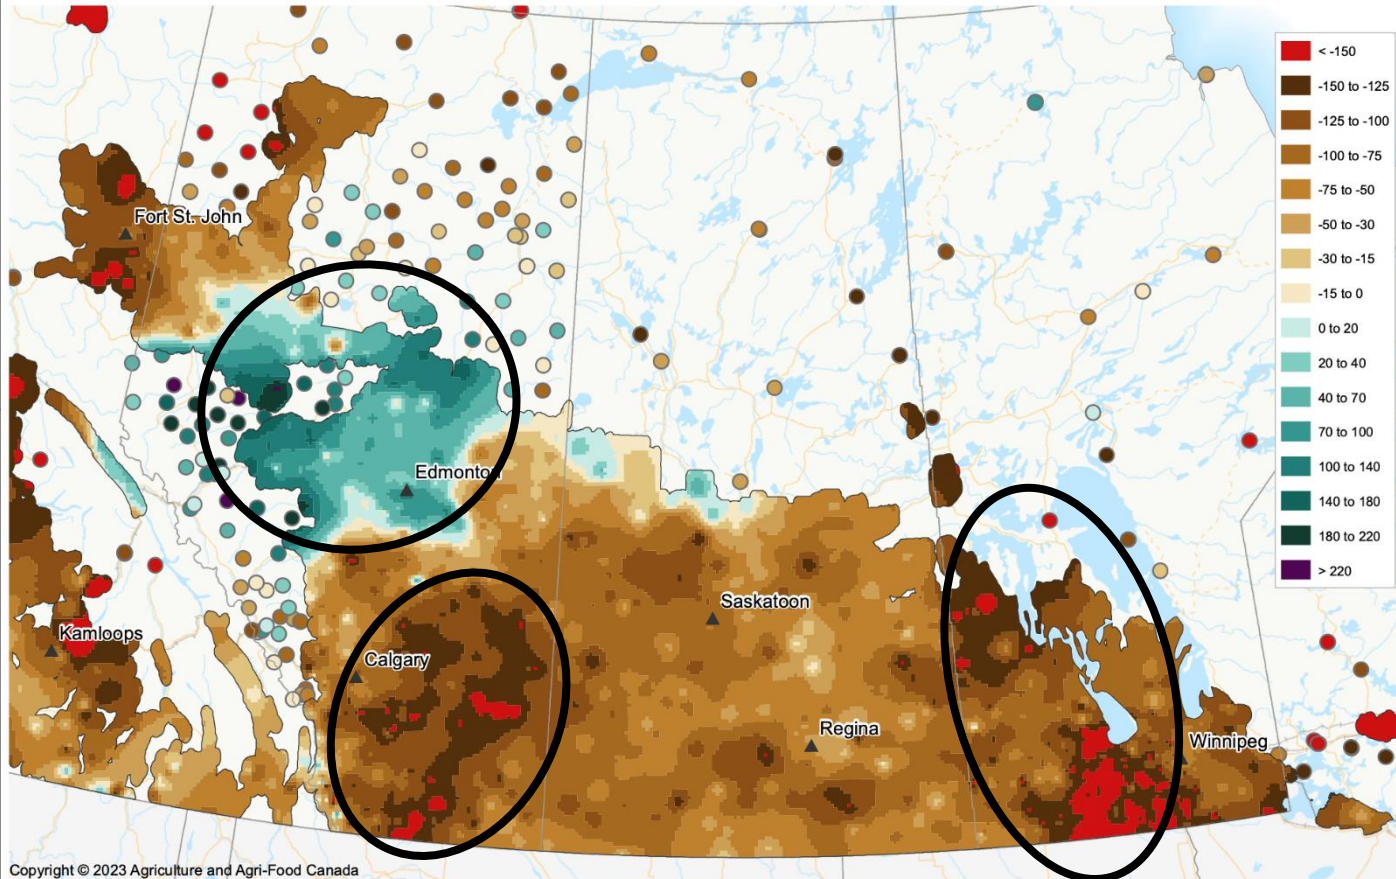 < -150
-150 to -125
-125 to -100
-100 to -75
-75 to -50
-50 to -30
-30 to -15
-15 to 0
0 to 20
20 to 40
40 to 70
70 to 100
100 to 140
140 to 180
180 to 220
> 220
Fort St. John
Edmonton
Saskatoon
Kamloops
Calgary
Regina
Winnipeg
Copyright © 2023 Agriculture and Agri-Food Canada